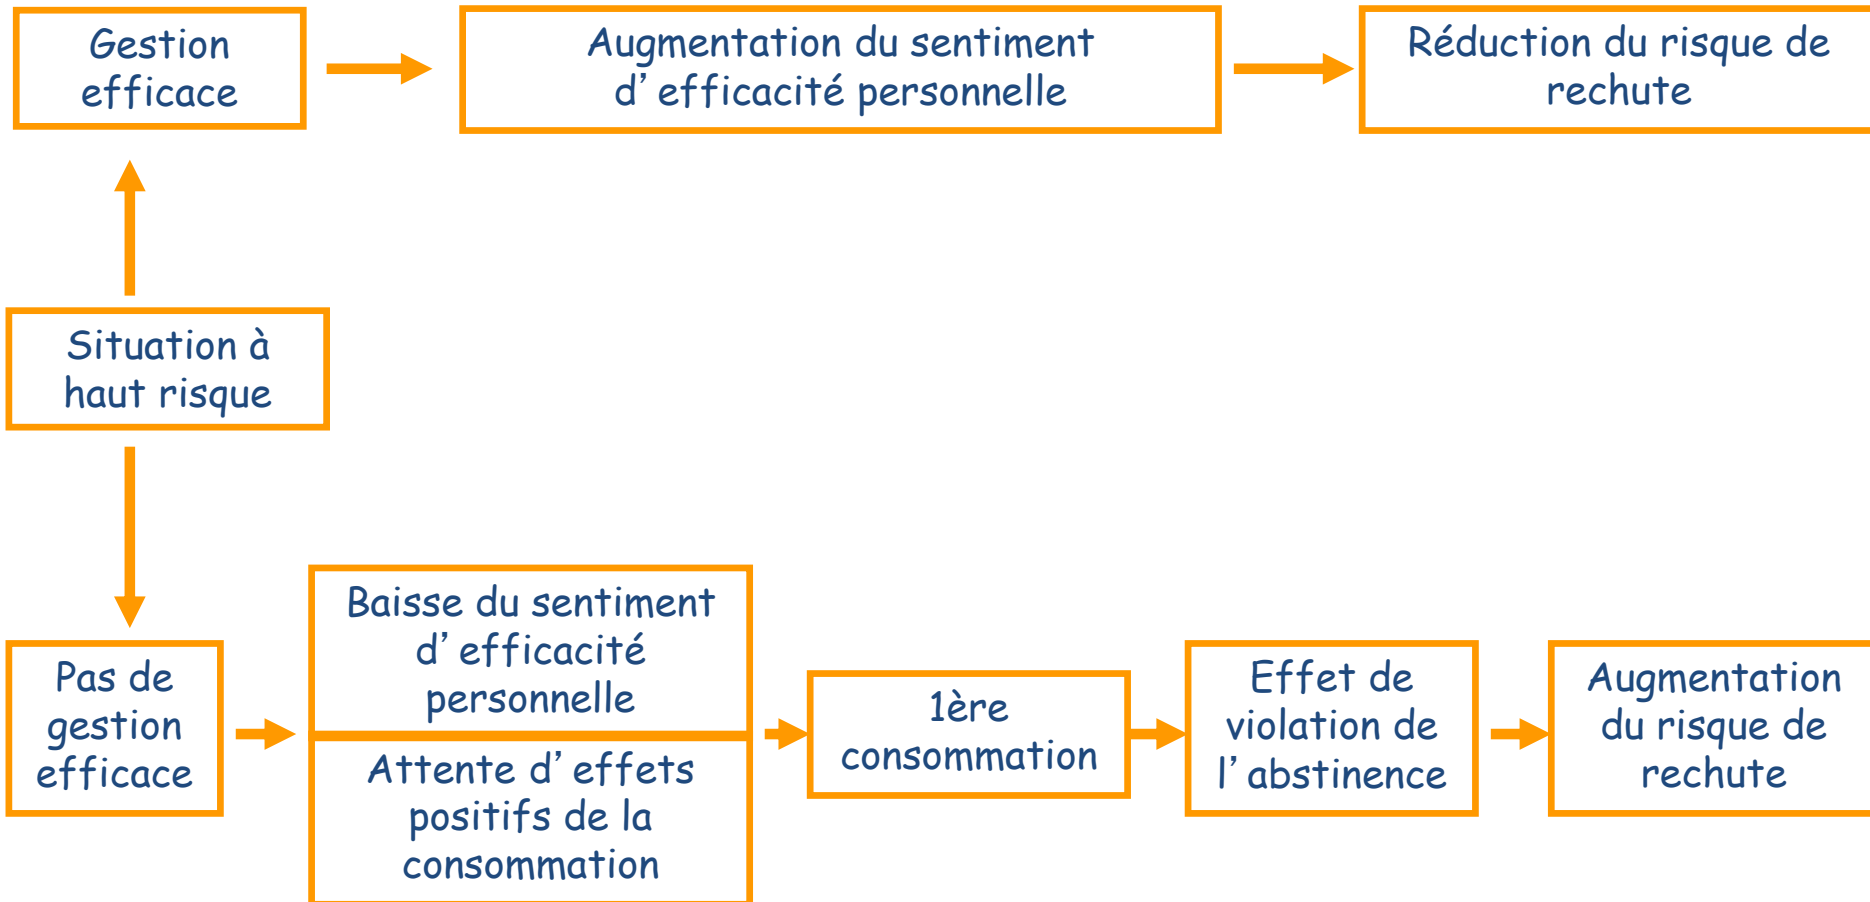 Gestion
efficace
Augmentation du sentiment
d’efficacité personnelle
Réduction du risque de
rechute
Situation à
haut risque
Pas de
gestion
efficace
Baisse du sentiment
d’efficacité
personnelle
Attente d’effets
positifs de la
consommation
1ère
consommation
Effet de
violation de
l’abstinence
Augmentation
du risque de
rechute